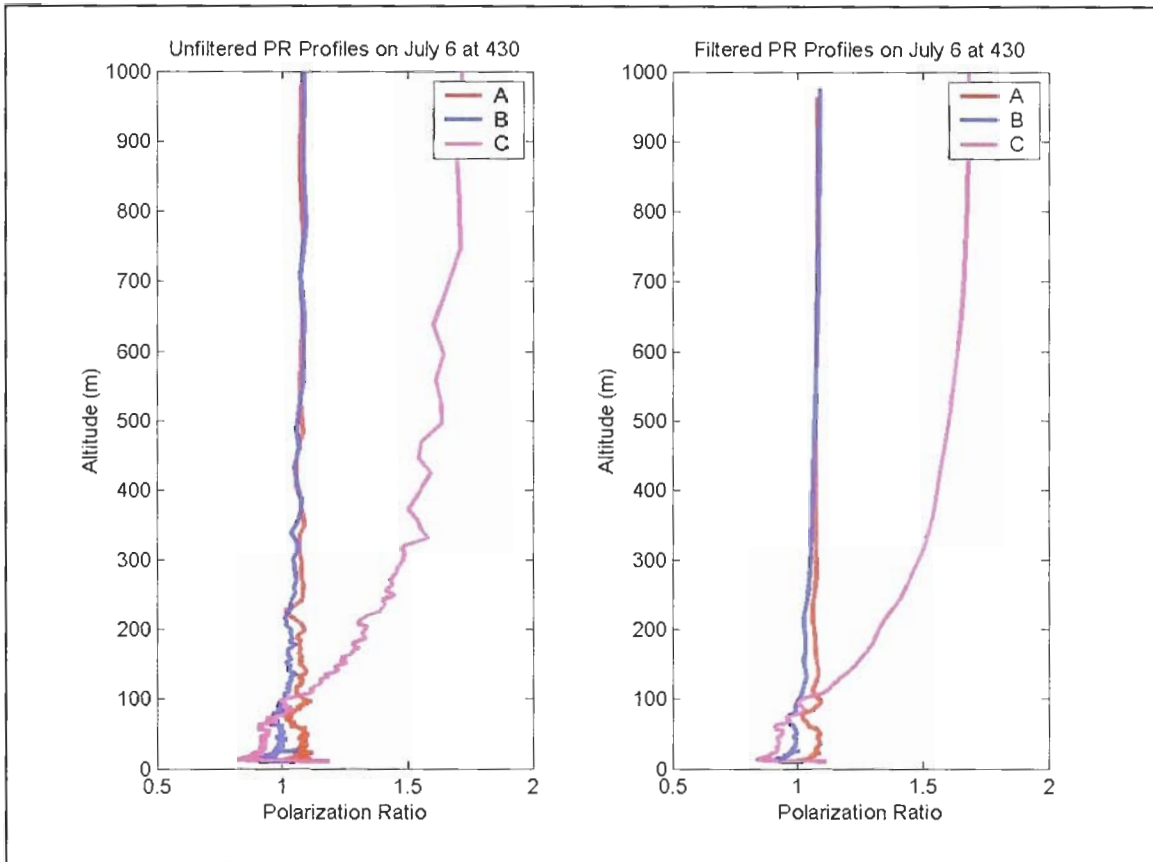 Unfiltered PR Profiles on July 6 at 430
1000
900
800
700
600
500
400
300
200
100
0
Altitude (m)
A
B
C
0.5
1
1.5
2
Polarization Ratio
Filtered PR Profiles on July 6 at 430
1000
900
800
700
600
500
400
300
200
100
0
Altitude (m)
A
B
C
0.5
1
1.5
2
Polarization Ratio